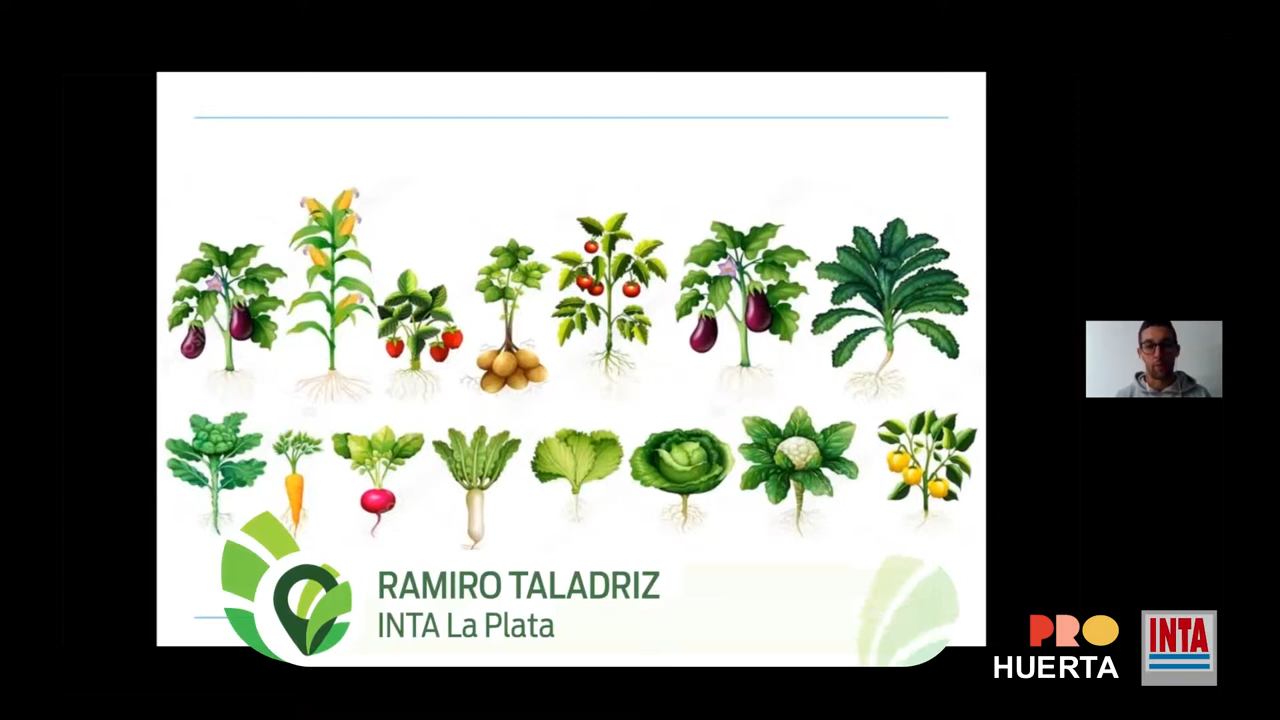 RAMIRO TALADRIZ
INTA La Plata
PRO
HUERTA
INTA